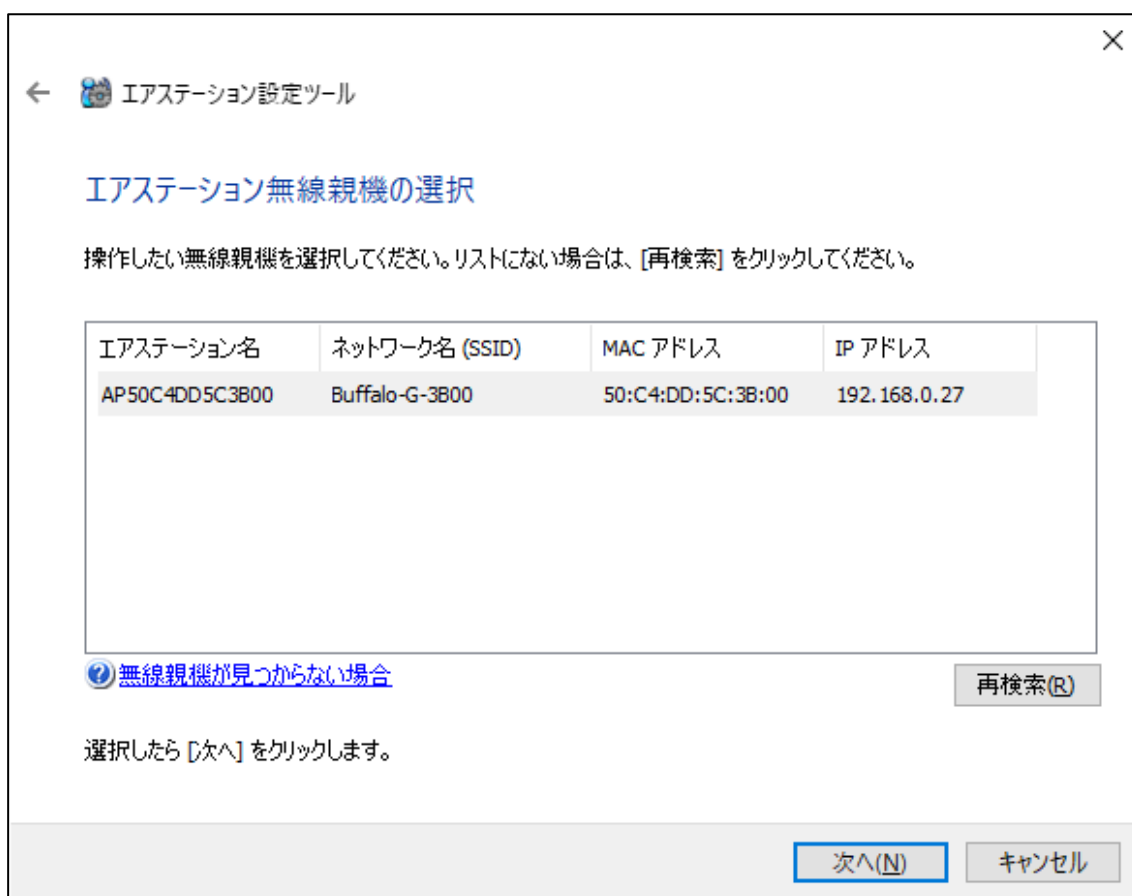 エアステーション設定ツール
エアステーション無線親機の選択
操作したい無線親機を選択してください。リストにない場合は、[再検索] をクリックしてください。
エアステーション名 ネットワーク名 (SSID) MAC アドレス IP アドレス
AP50C4DD5C3B00 Buffalo-G-3B00 50:C4:DD:5C:3B:00 192.168.0.27
無線親機が見つからない場合
再検索(R)
選択したら [次へ] をクリックします。
次へ(N) キャンセル